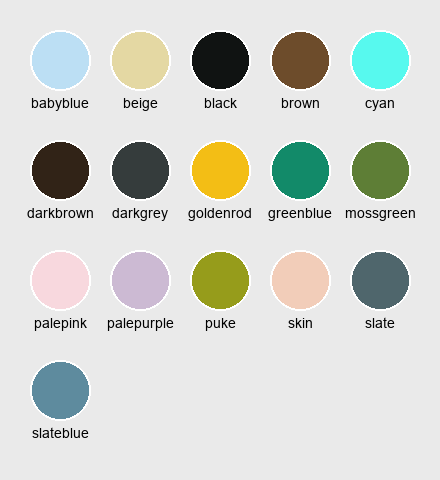 babyblue beige black brown cyan
darkbrown darkgrey goldenrod greenblue mossgreen
palepink palepurple puke skin slate
slateblue